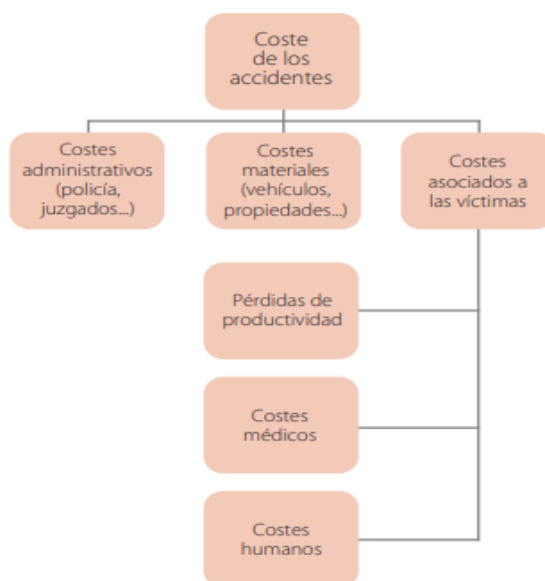 Coste
de los
accidentes
Costes
administrativos
(policía,
juzgados...)
Costes
materiales
(vehículos,
propiedades...)
Costes
asociados a
las víctimas
Pérdidas de
productividad
Costes
médicos
Costes
humanos